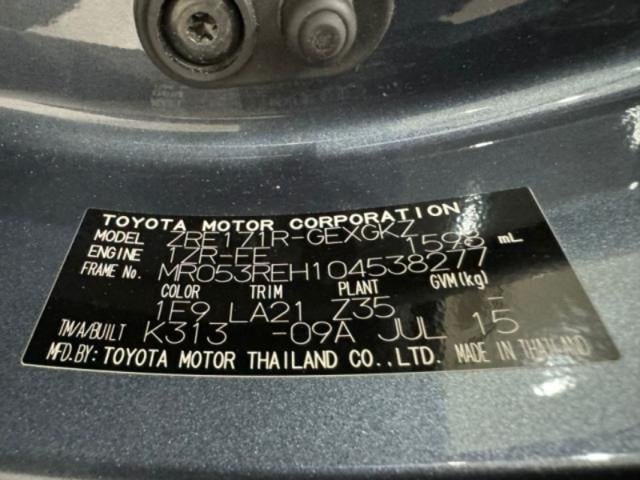 TOYOTA MOTOR CORPORATION
MODEL ZRE171R-GEXGKZ
ENGINE 1ZR-FE 1598 mL
FRAME No. MR053REH104538277
COLOR TRIM PLANT GVM(kg)
1E9 LA21 Z35 -
TM/A/BUILT K313 -09A JUL 15
MFD.BY: TOYOTA MOTOR THAILAND CO.,LTD. MADE IN THAILAND